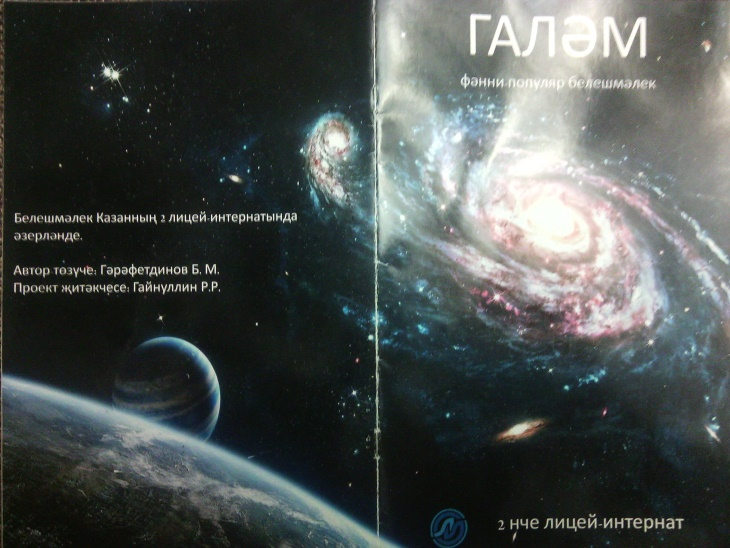 ГАЛӘМ
фәнни-популяр белешмәлек
2 нче лицей-интернат
Белешмәлек Казанның 2 лицей-интернатында
әзерләнде.
Автор төзүче: Гәрәфетдинов Б. М.
Проект җитәкчесе: Гайнуллин Р.Р.